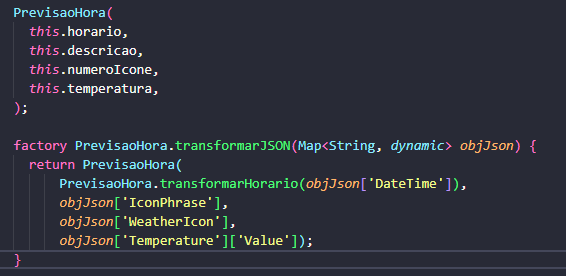 PrevisaoHora(
this.horario,
this.descricao,
this.numeroIcone,
this.temperatura,
);
factory PrevisaoHora.transformarJSON(Map<String, dynamic> objJson) {
return PrevisaoHora(
PrevisaoHora.transformarHorario(objJson['DateTime']),
objJson['IconPhrase'],
objJson['WeatherIcon'],
objJson['Temperature']['Value']);
}